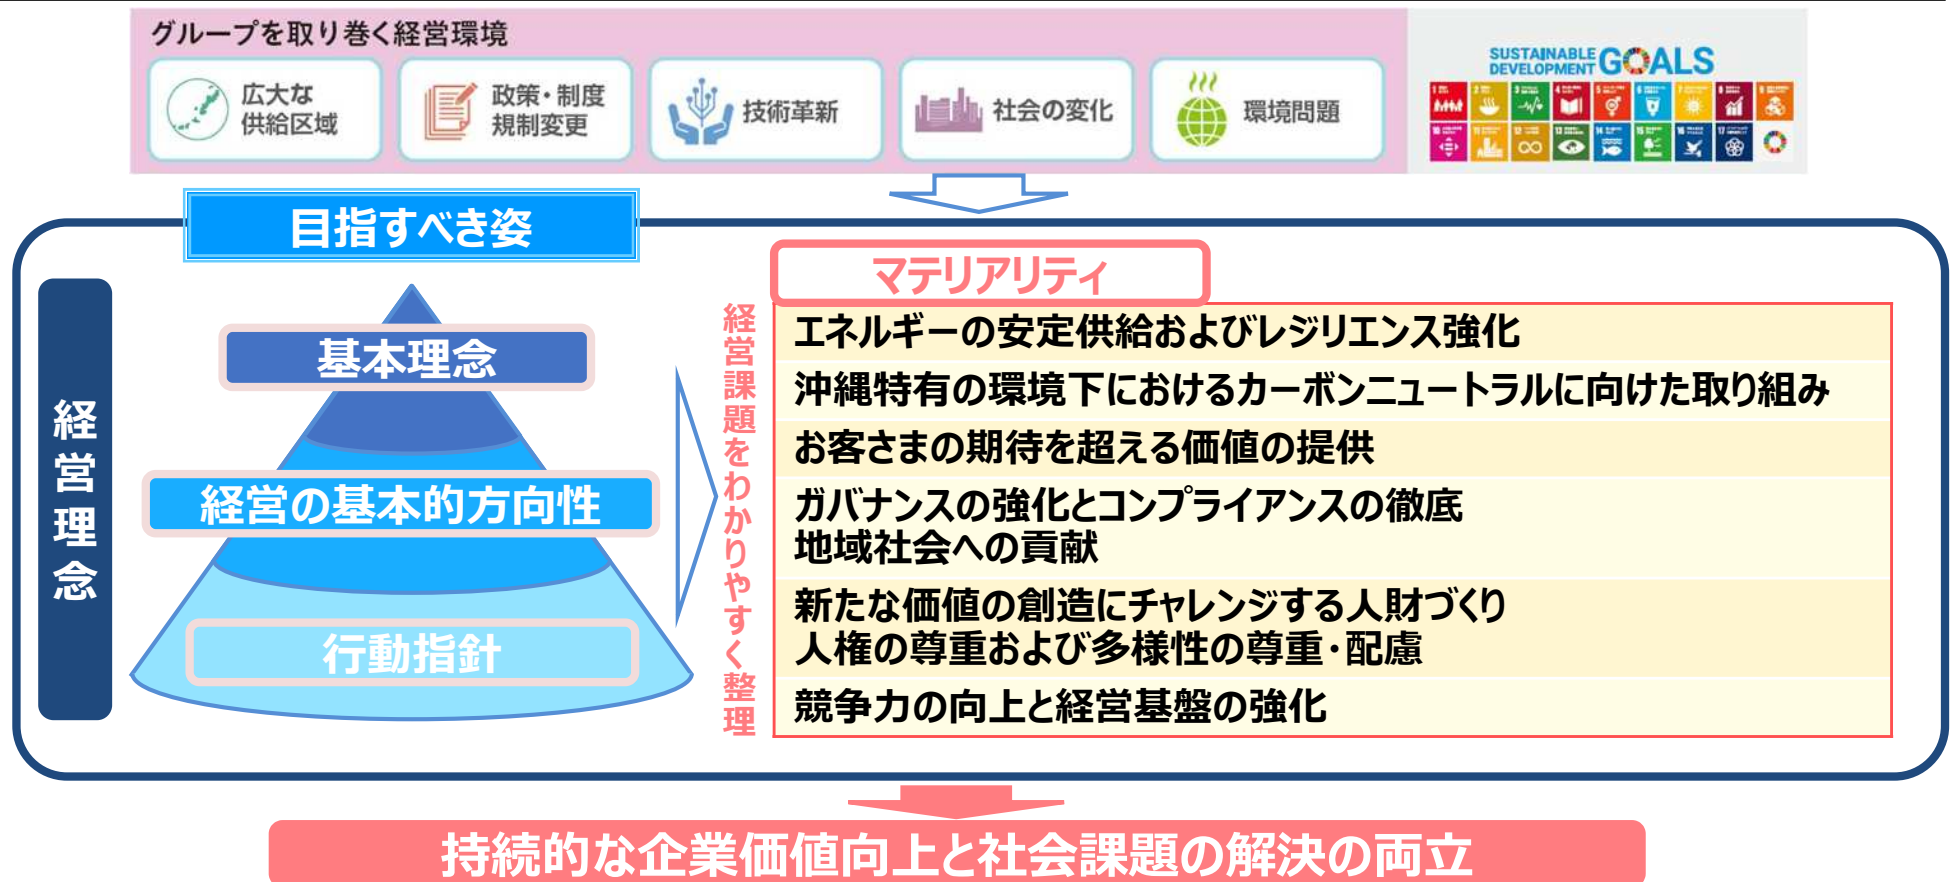 グループを取り巻く経営環境
広大な
供給区域
政策・制度
規制変更
技術革新
社会の変化
環境問題
SUSTAINABLE
DEVELOPMENT GOALS
目指すべき姿
経営理念
基本理念
経営の基本的方向性
行動指針
経営課題をわかりやすく整理
マテリアリティ
エネルギーの安定供給およびレジリエンス強化
沖縄特有の環境下におけるカーボンニュートラルに向けた取り組み
お客さまの期待を超える価値の提供
ガバナンスの強化とコンプライアンスの徹底
地域社会への貢献
新たな価値の創造にチャレンジする人財づくり
人権の尊重および多様性の尊重・配慮
競争力の向上と経営基盤の強化
持続的な企業価値向上と社会課題の解決の両立